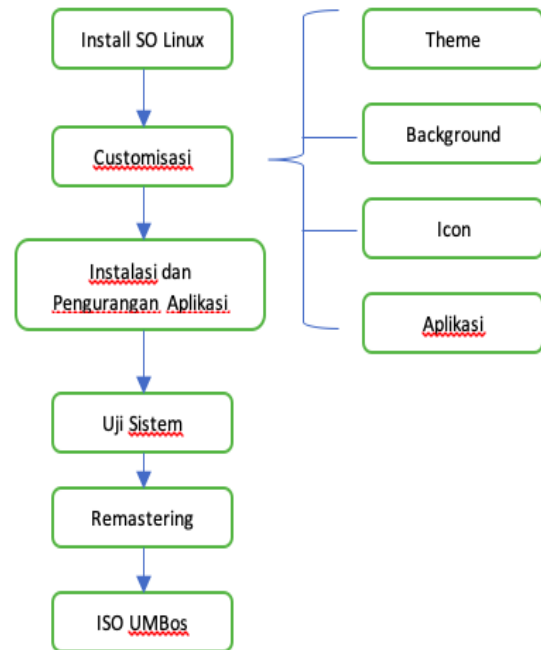 Install SO Linux
Customisasi
Instalasi dan
Pengurangan Aplikasi
Uji Sistem
Remastering
ISO UMBos
Theme
Background
Icon
Aplikasi